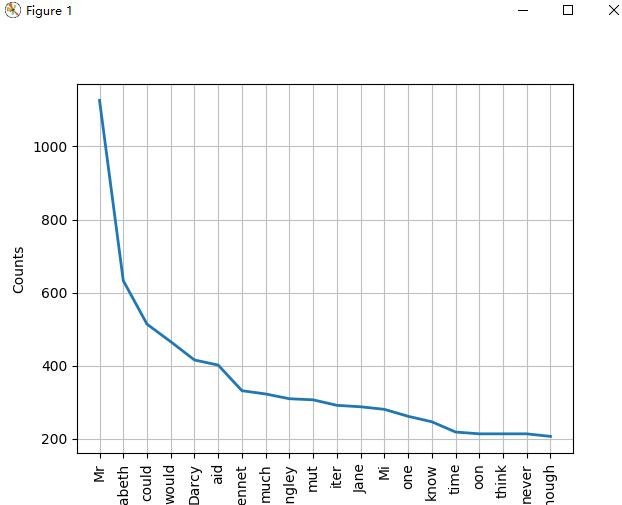 Figure 1
1000
800
600
400
200
Counts
Mr
abeth
could
would
Darcy
aid
ennet
much
ngley
mut
iter
Jane
Mi
one
know
time
oon
think
never
nough